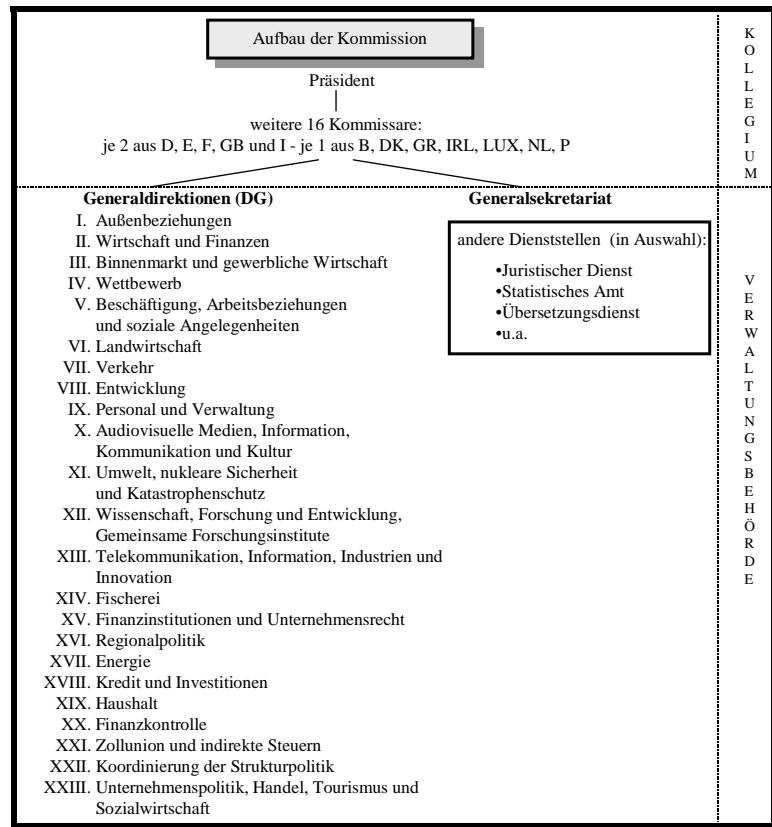 Aufbau der Kommission
Präsident
weitere 16 Kommissare:
je 2 aus D, E, F, GB und I - je 1 aus B, DK, GR, IRL, LUX, NL, P
KOLLEGIUM
Generaldirektionen (DG)
I. Außenbeziehungen
II. Wirtschaft und Finanzen
III. Binnenmarkt und gewerbliche Wirtschaft
IV. Wettbewerb
V. Beschäftigung, Arbeitsbeziehungen
und soziale Angelegenheiten
VI. Landwirtschaft
VII. Verkehr
VIII. Entwicklung
IX. Personal und Verwaltung
X. Audiovisuelle Medien, Information,
Kommunikation und Kultur
XI. Umwelt, nukleare Sicherheit
und Katastrophenschutz
XII. Wissenschaft, Forschung und Entwicklung,
Gemeinsame Forschungsinstitute
XIII. Telekommunikation, Information, Industrien und
Innovation
XIV. Fischerei
XV. Finanzinstitutionen und Unternehmensrecht
XVI. Regionalpolitik
XVII. Energie
XVIII. Kredit und Investitionen
XIX. Haushalt
XX. Finanzkontrolle
XXI. Zollunion und indirekte Steuern
XXII. Koordinierung der Strukturpolitik
XXIII. Unternehmenspolitik, Handel, Tourismus und
Sozialwirtschaft
Generalsekretariat
andere Dienststellen (in Auswahl):
•Juristischer Dienst
•Statistisches Amt
•Übersetzungsdienst
•u.a.
VERWALTUNGSBEHÖRDE